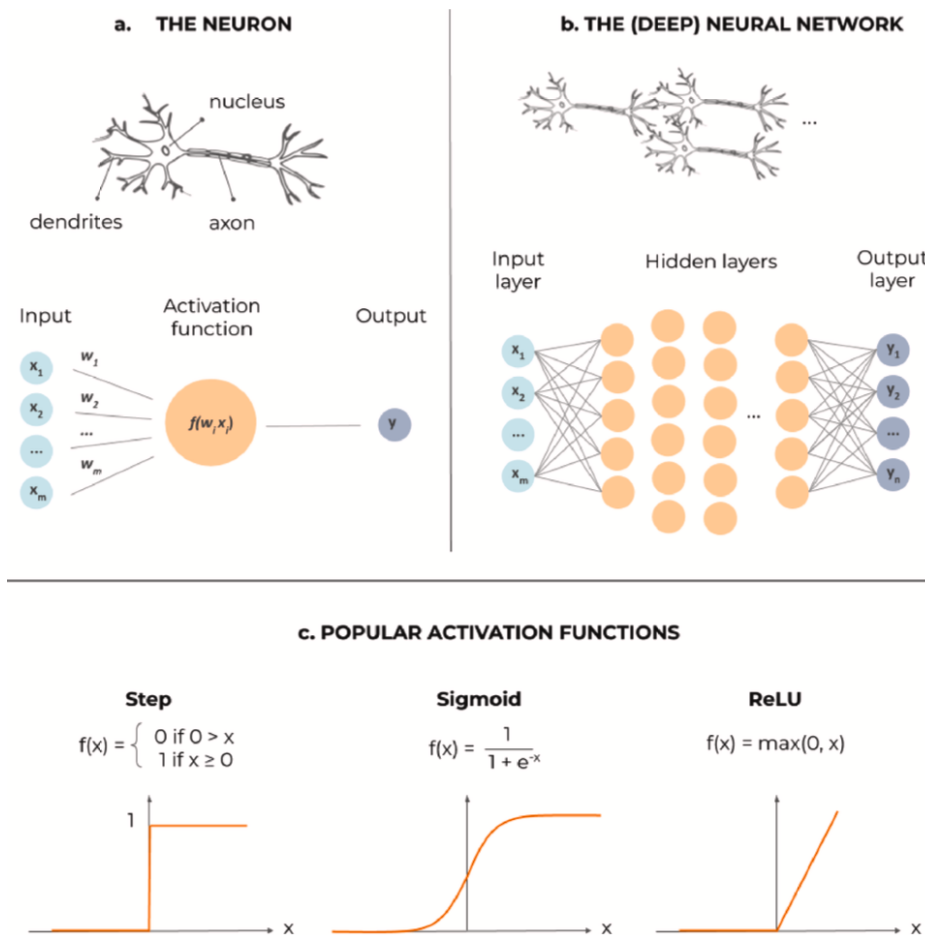 a. THE NEURON
nucleus
dendrites
axon
Input
Activation
function
Output
x₁
x₂
...
xₘ
w₁
w₂
...
wₘ
f(wᵢxᵢ)
y
b. THE (DEEP) NEURAL NETWORK
...
Input
layer
Hidden layers
Output
layer
x₁
x₂
...
xₘ
...
y₁
y₂
...
yₙ
c. POPULAR ACTIVATION FUNCTIONS
Step
f(x) = { 0 if 0 > x
1 if x ≥ 0
1
x
Sigmoid
f(x) = 1
1 + e⁻ˣ
x
ReLU
f(x) = max(0, x)
x